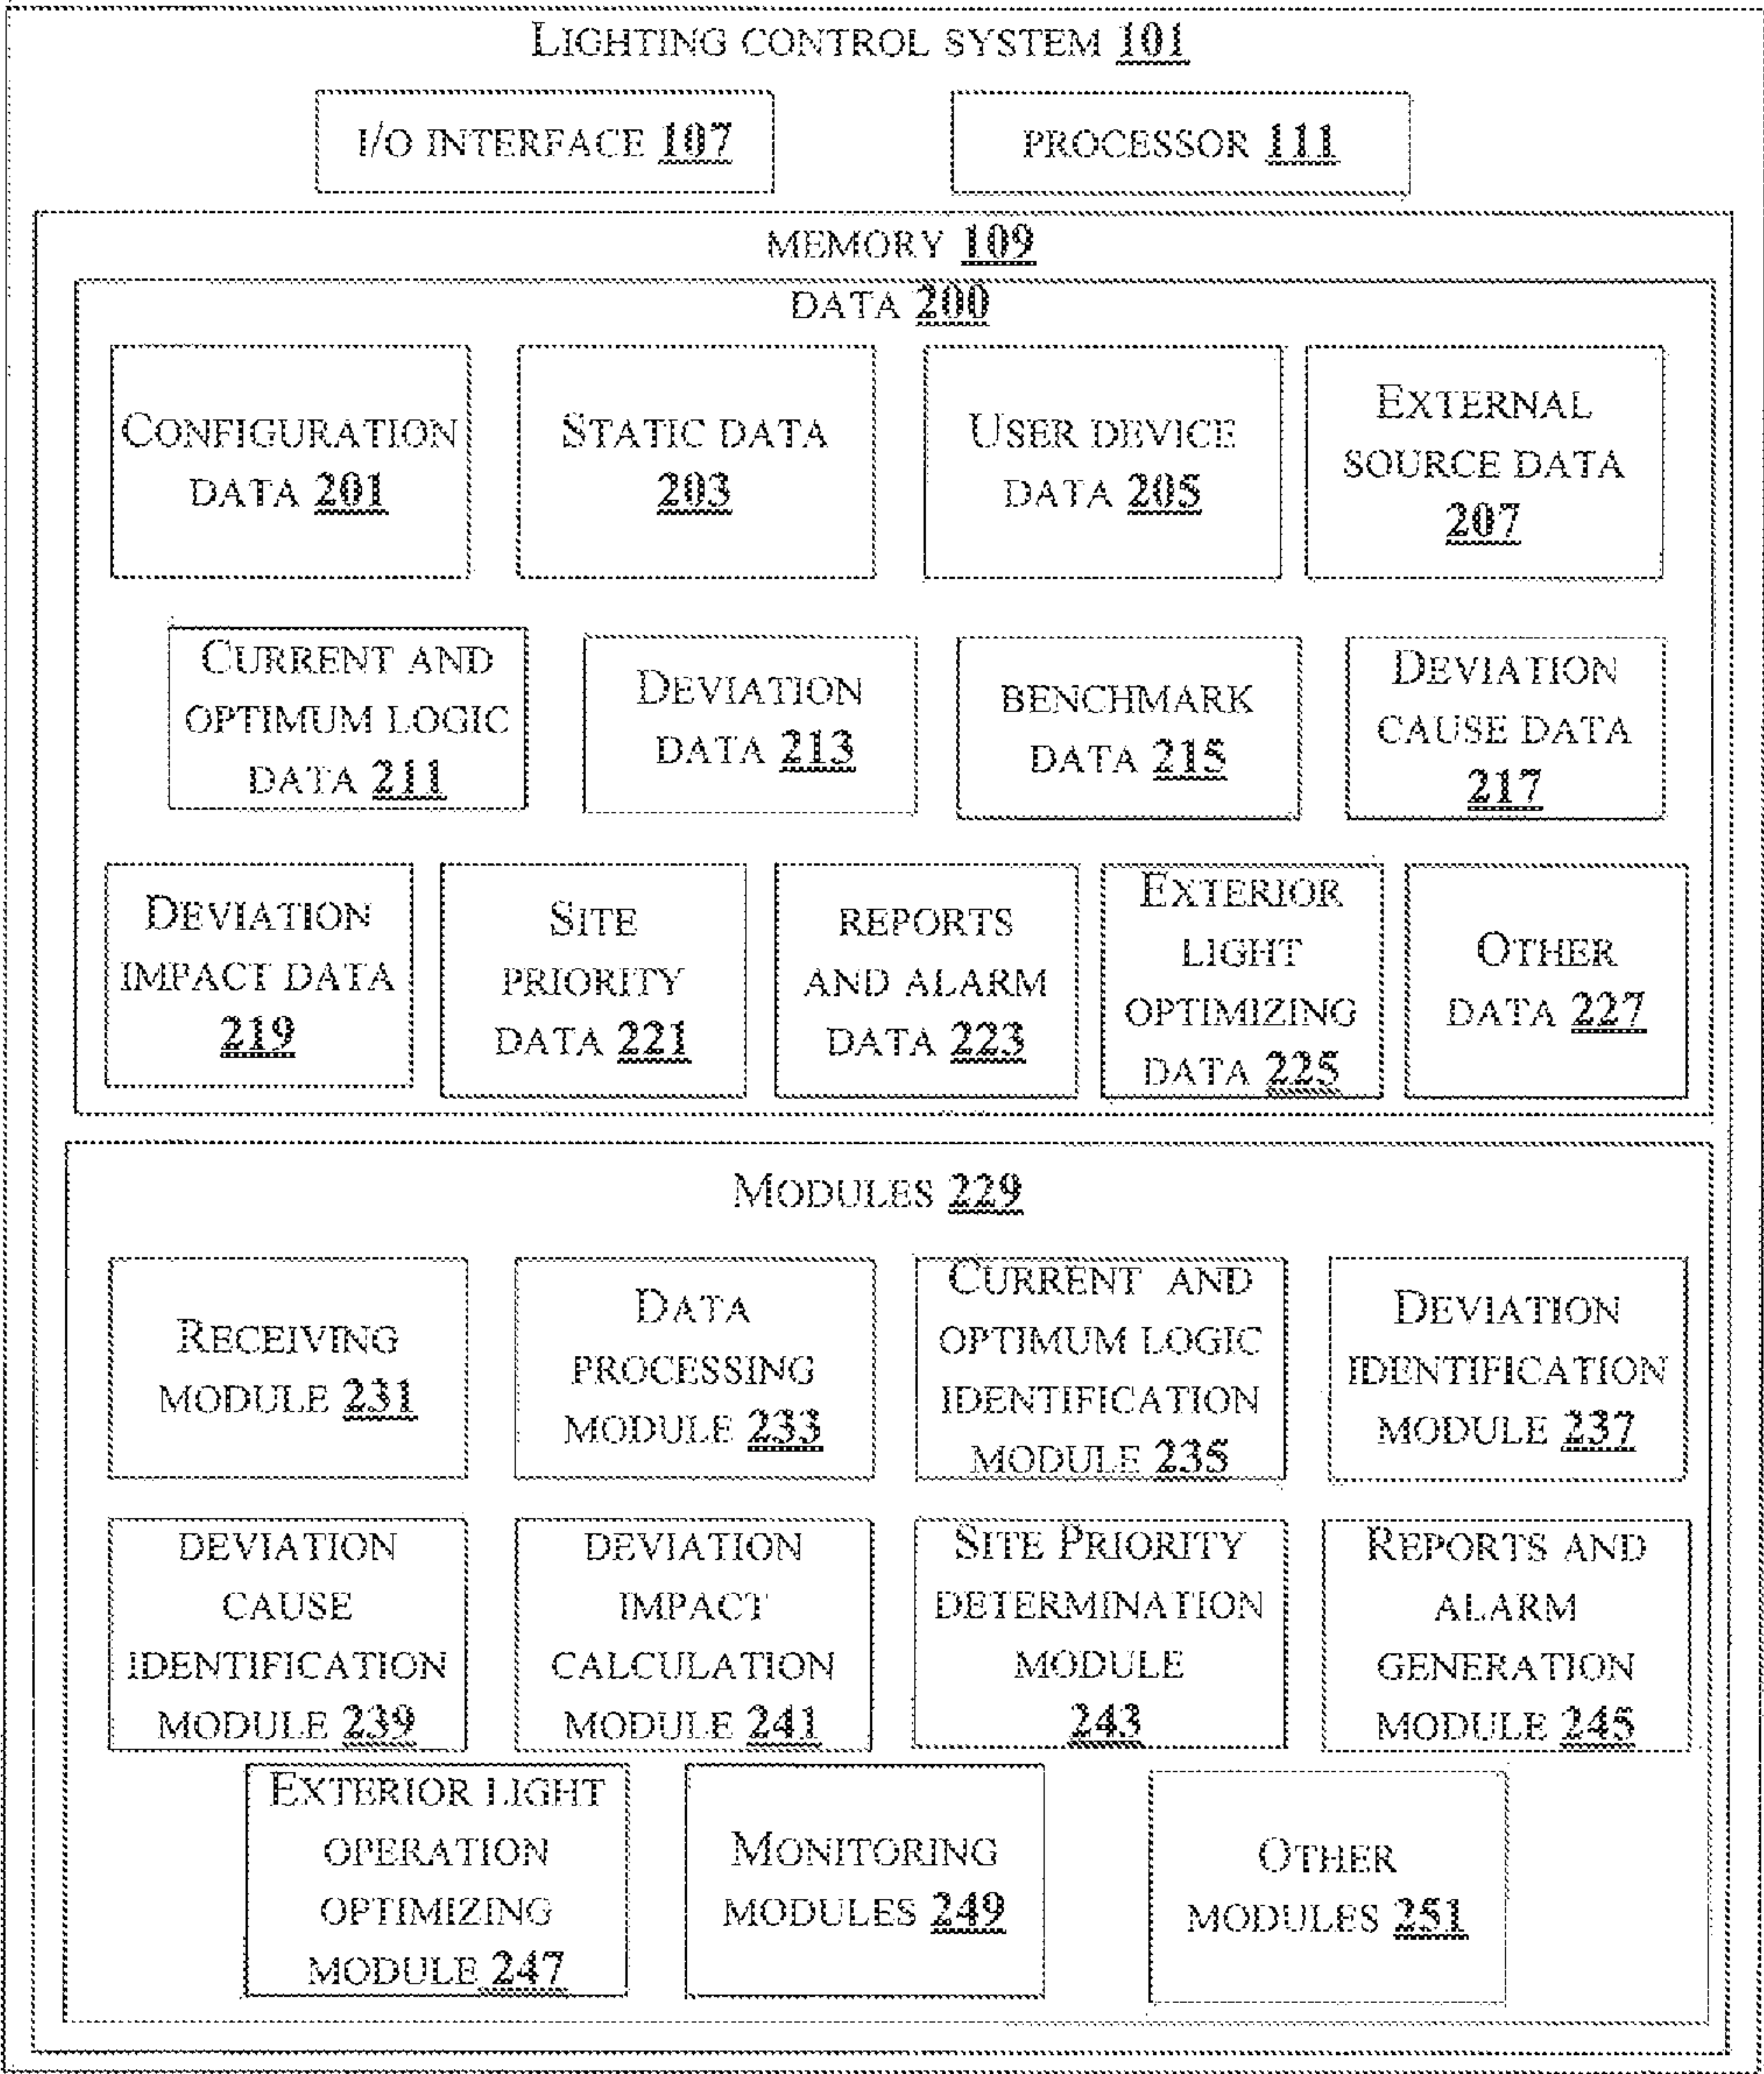 LIGHTING CONTROL SYSTEM 101
I/O INTERFACE 107
PROCESSOR 111
MEMORY 109
DATA 200
CONFIGURATION
DATA 201
STATIC DATA
203
USER DEVICE
DATA 205
EXTERNAL
SOURCE DATA
207
CURRENT AND
OPTIMUM LOGIC
DATA 211
DEVIATION
DATA 213
BENCHMARK
DATA 215
DEVIATION
CAUSE DATA
217
DEVIATION
IMPACT DATA
219
SITE
PRIORITY
DATA 221
REPORTS
AND ALARM
DATA 223
EXTERIOR
LIGHT
OPTIMIZING
DATA 225
OTHER
DATA 227
MODULES 229
RECEIVING
MODULE 231
DATA
PROCESSING
MODULE 233
CURRENT AND
OPTIMUM LOGIC
IDENTIFICATION
MODULE 235
DEVIATION
IDENTIFICATION
MODULE 237
DEVIATION
CAUSE
IDENTIFICATION
MODULE 239
DEVIATION
IMPACT
CALCULATION
MODULE 241
SITE PRIORITY
DETERMINATION
MODULE
243
REPORTS AND
ALARM
GENERATION
MODULE 245
EXTERIOR LIGHT
OPERATION
OPTIMIZING
MODULE 247
MONITORING
MODULES 249
OTHER
MODULES 251